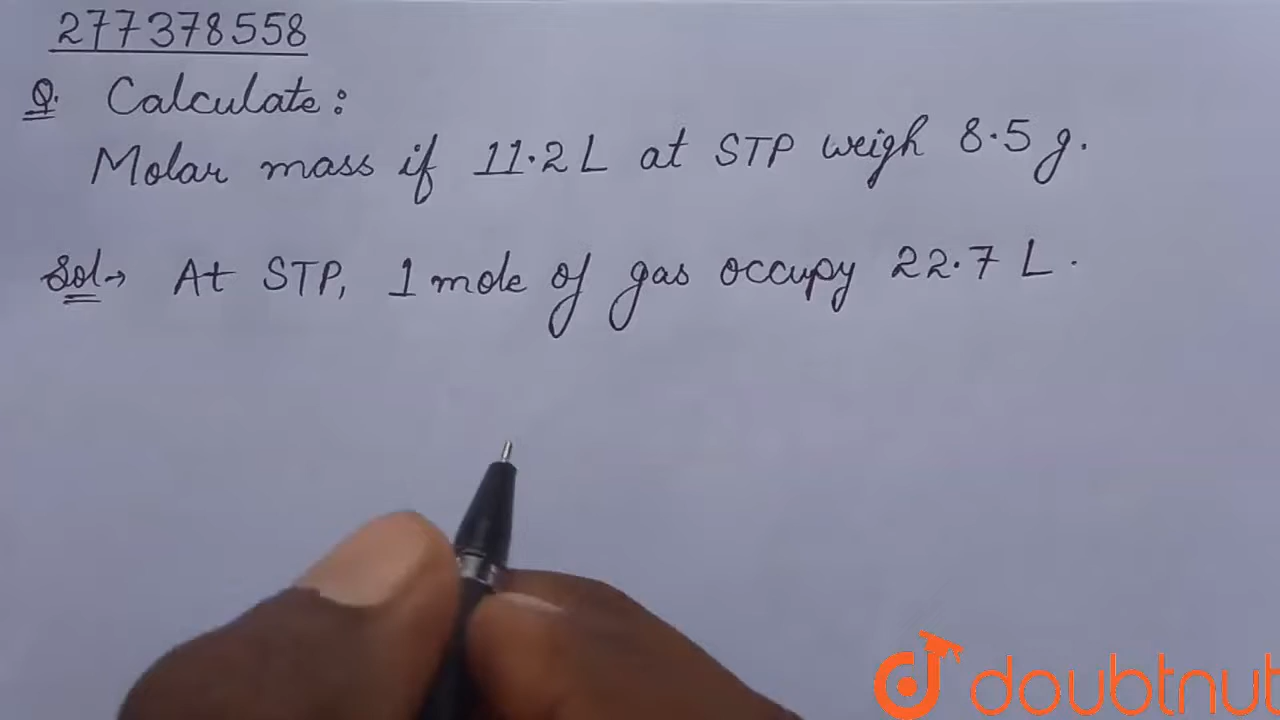 277378558
Q. Calculate:
Molar mass if 11.2 L at STP weigh 8.5 g.
Sol→ At STP, 1 mole of gas occupy 22.7 L.
doubtnut